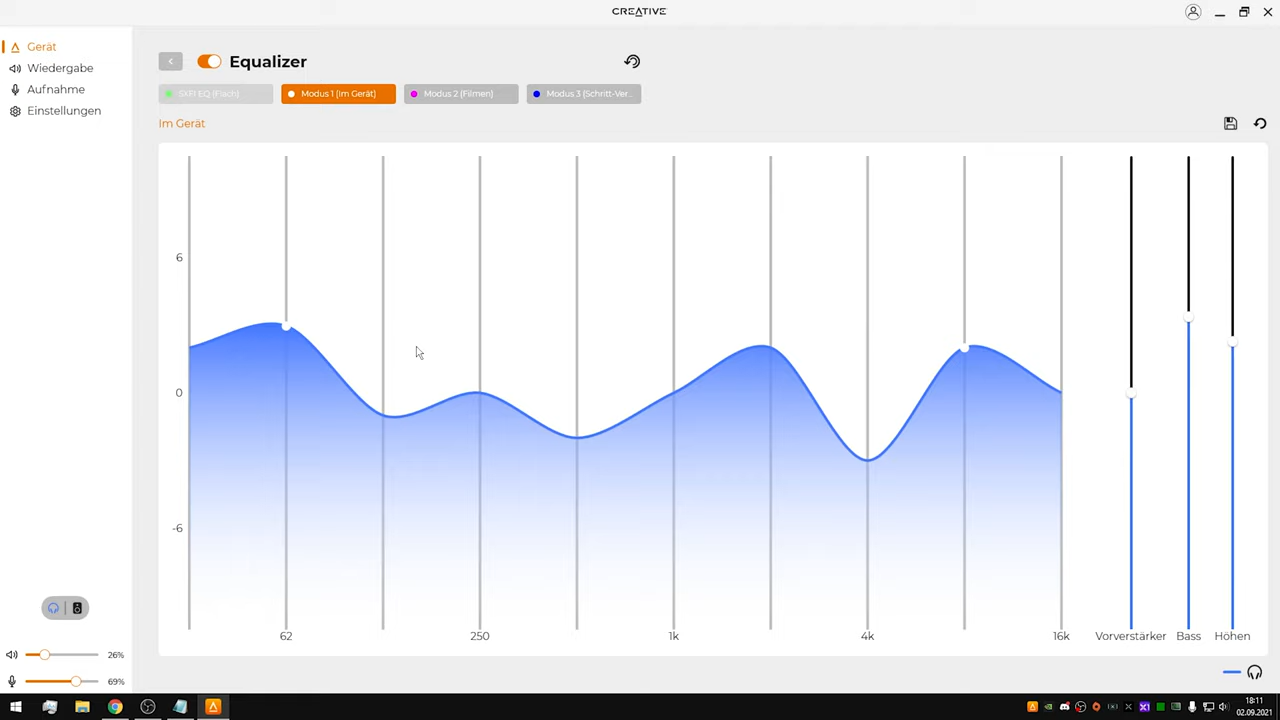 CREATIVE
Gerät
Wiedergabe
Aufnahme
Einstellungen
Equalizer
SXFI EQ (Flach)
Modus 1 (Im Gerät)
Modus 2 (Filmen)
Modus 3 (Schritt-Ver...
Im Gerät
6
0
-6
62
250
1k
4k
16k
Vorverstärker
Bass
Höhen
26%
69%
18:11
02.09.2021